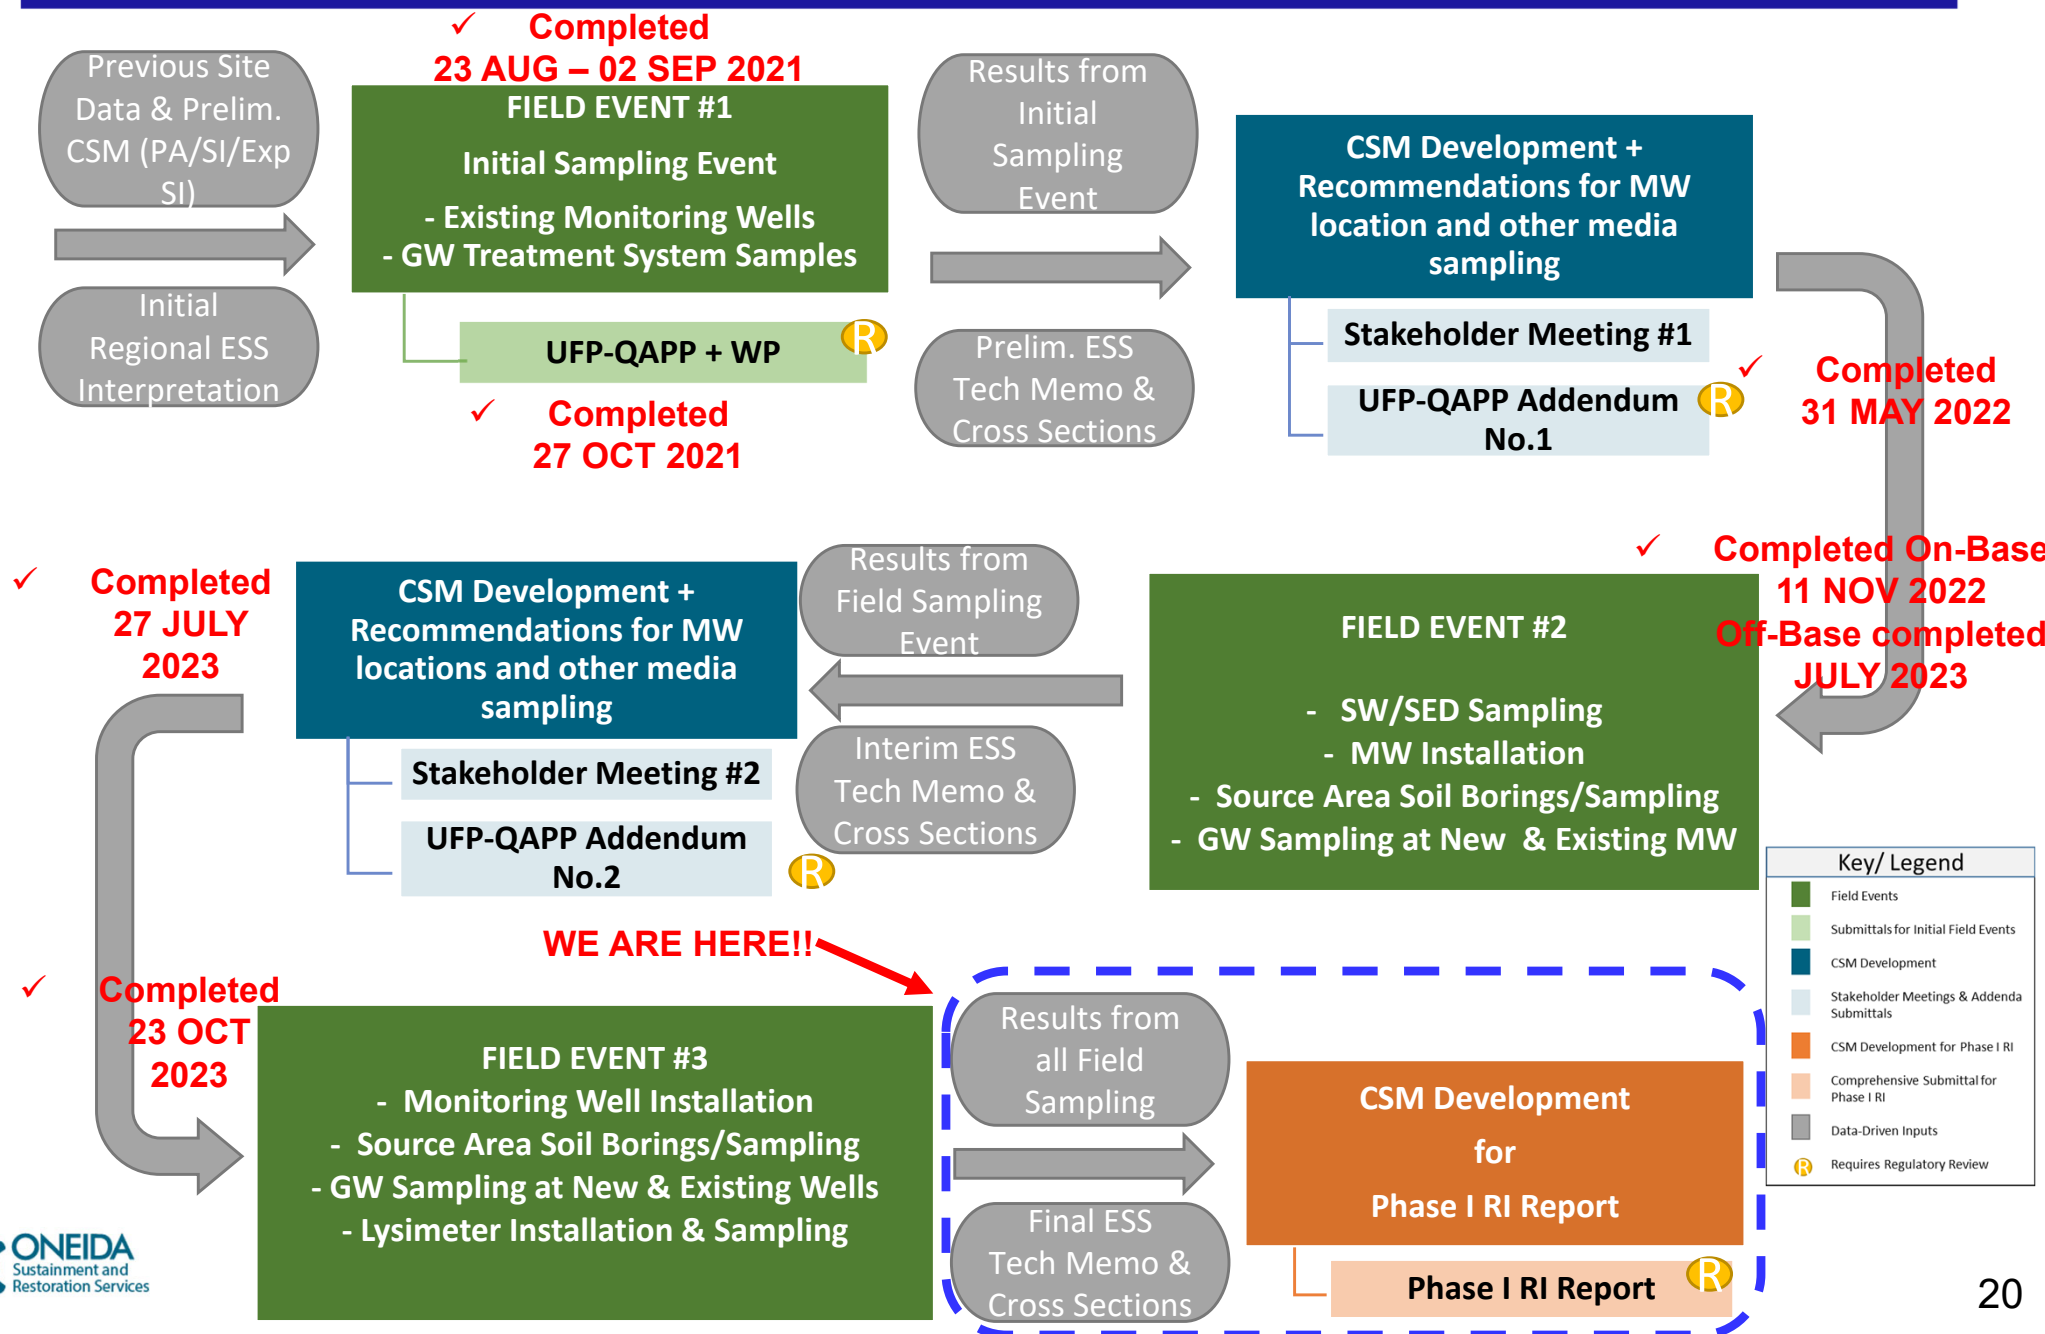 ✓ Completed
23 AUG – 02 SEP 2021
Previous Site
Data & Prelim.
CSM (PA/SI/Exp
SI)
Initial
Regional ESS
Interpretation
FIELD EVENT #1
Initial Sampling Event
- Existing Monitoring Wells
- GW Treatment System Samples
UFP-QAPP + WP
R
✓ Completed
27 OCT 2021
Results from
Initial
Sampling
Event
Prelim. ESS
Tech Memo &
Cross Sections
CSM Development +
Recommendations for MW
location and other media
sampling
Stakeholder Meeting #1
UFP-QAPP Addendum
No.1
R
✓ Completed
31 MAY 2022
✓ Completed On-Base
11 NOV 2022
Off-Base completed
JULY 2023
FIELD EVENT #2
- SW/SED Sampling
- MW Installation
- Source Area Soil Borings/Sampling
- GW Sampling at New & Existing MW
Results from
Field Sampling
Event
Interim ESS
Tech Memo &
Cross Sections
CSM Development +
Recommendations for MW
locations and other media
sampling
Stakeholder Meeting #2
UFP-QAPP Addendum
No.2
R
✓ Completed
27 JULY
2023
✓ Completed
23 OCT
2023
FIELD EVENT #3
- Monitoring Well Installation
- Source Area Soil Borings/Sampling
- GW Sampling at New & Existing Wells
- Lysimeter Installation & Sampling
WE ARE HERE!!
Results from
all Field
Sampling
Final ESS
Tech Memo &
Cross Sections
CSM Development
for
Phase I RI Report
Phase I RI Report
R
Key/ Legend
Field Events
Submittals for Initial Field Events
CSM Development
Stakeholder Meetings & Addenda
Submittals
CSM Development for Phase I RI
Comprehensive Submittal for
Phase I RI
Data-Driven Inputs
R Requires Regulatory Review
ONEIDA
Sustainment and
Restoration Services
20